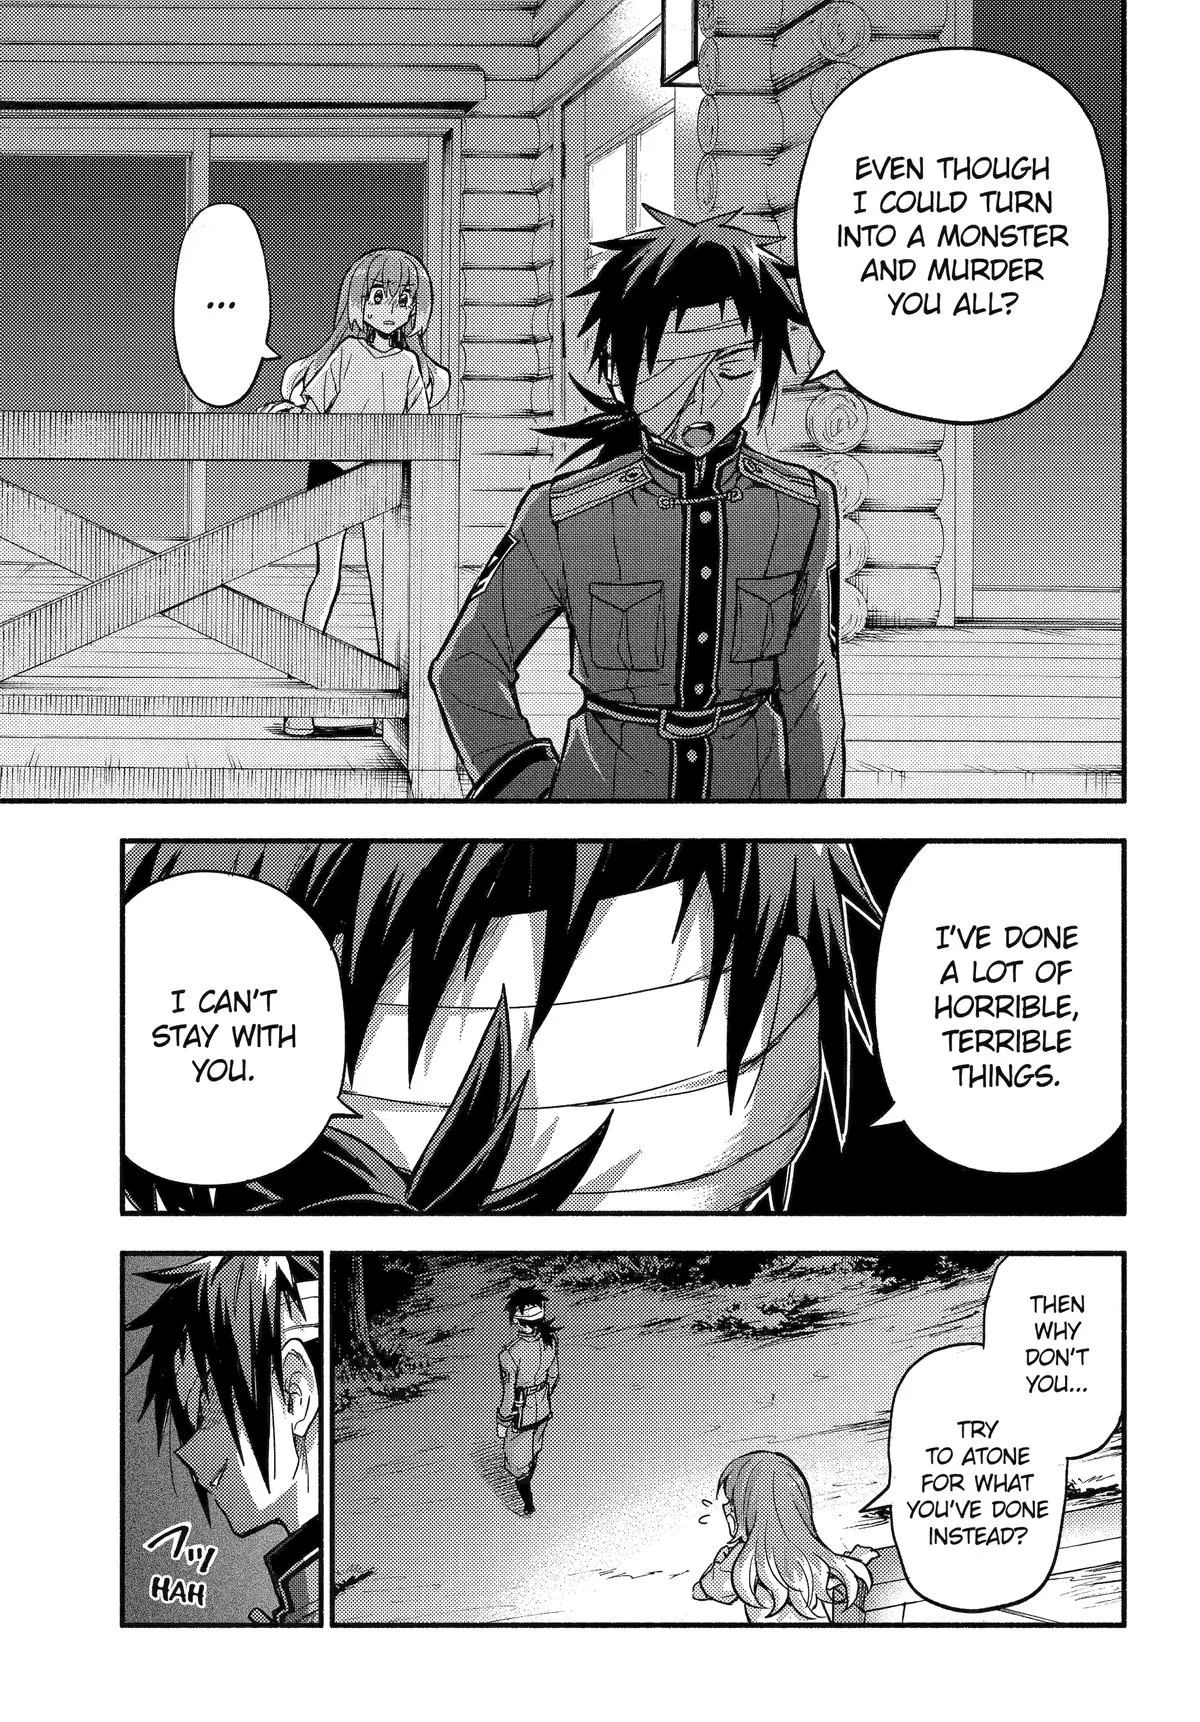 EVEN THOUGH
I COULD TURN
INTO A MONSTER
AND MURDER
YOU ALL?
...
I'VE DONE
A LOT OF
HORRIBLE,
TERRIBLE
THINGS.
I CAN'T
STAY WITH
YOU.
THEN
WHY
DON'T
YOU...
TRY
TO ATONE
FOR WHAT
YOU'VE DONE
INSTEAD?
ヘッ
HAH